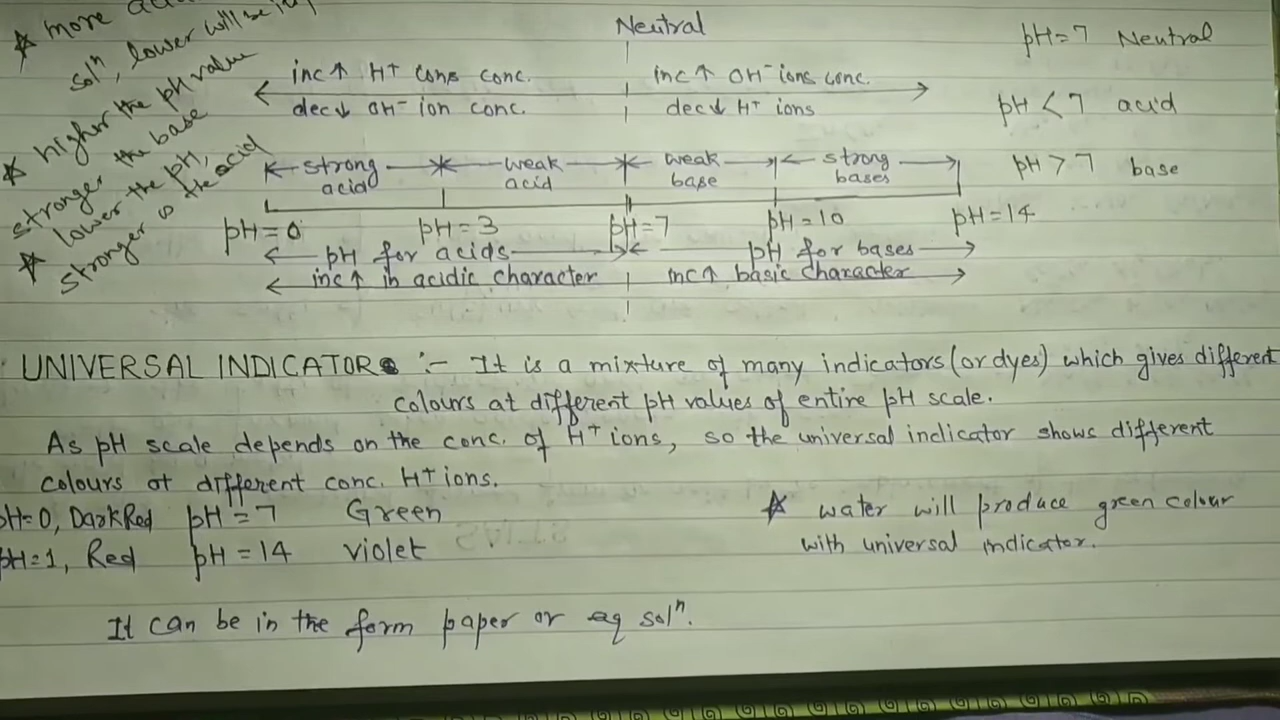 ★ more
solⁿ, lower will be
★ higher the pH value
stronger the base
★ lower the pH,
stronger is the acid
Neutral
inc↑ H⁺ ions conc.
inc↑ OH⁻ ions conc.
dec↓ OH⁻ ion conc.
dec↓ H⁺ ions
pH=7 Neutral
pH < 7 acid
pH > 7 base
strong acid
weak acid
weak base
strong bases
pH=0 pH=3 pH=7 pH=10 pH=14
pH for acids pH for bases
inc↑ in acidic character inc↑ basic character
UNIVERSAL INDICATOR :- It is a mixture of many indicators (or dyes) which gives different
colours at different pH values of entire pH scale.
As pH scale depends on the conc. of H⁺ ions, so the universal indicator shows different
colours at different conc. H⁺ ions.
pH=0, Dark Red pH=7 Green
pH=1, Red pH=14 violet
★ water will produce green colour
with universal indicator.
It can be in the form paper or aq solⁿ.